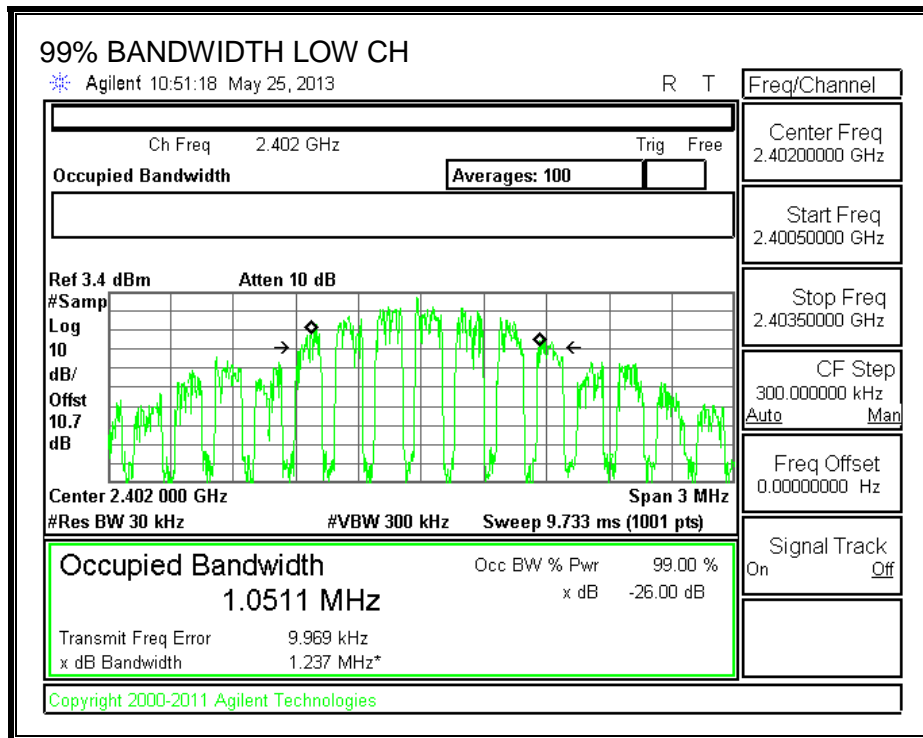 99% BANDWIDTH LOW CH
Agilent 10:51:18 May 25, 2013 R T
Freq/Channel
Ch Freq 2.402 GHz Trig Free
Occupied Bandwidth Averages: 100
Center Freq
2.40200000 GHz
Start Freq
2.40050000 GHz
Stop Freq
2.40350000 GHz
CF Step
300.000000 kHz
Auto Man
Freq Offset
0.00000000 Hz
Signal Track
On Off
Ref 3.4 dBm Atten 10 dB
#Samp
Log
10
dB/
Offst
10.7
dB
Center 2.402 000 GHz Span 3 MHz
#Res BW 30 kHz #VBW 300 kHz Sweep 9.733 ms (1001 pts)
Occupied Bandwidth Occ BW % Pwr 99.00 %
1.0511 MHz x dB -26.00 dB
Transmit Freq Error 9.969 kHz
x dB Bandwidth 1.237 MHz*
Copyright 2000-2011 Agilent Technologies